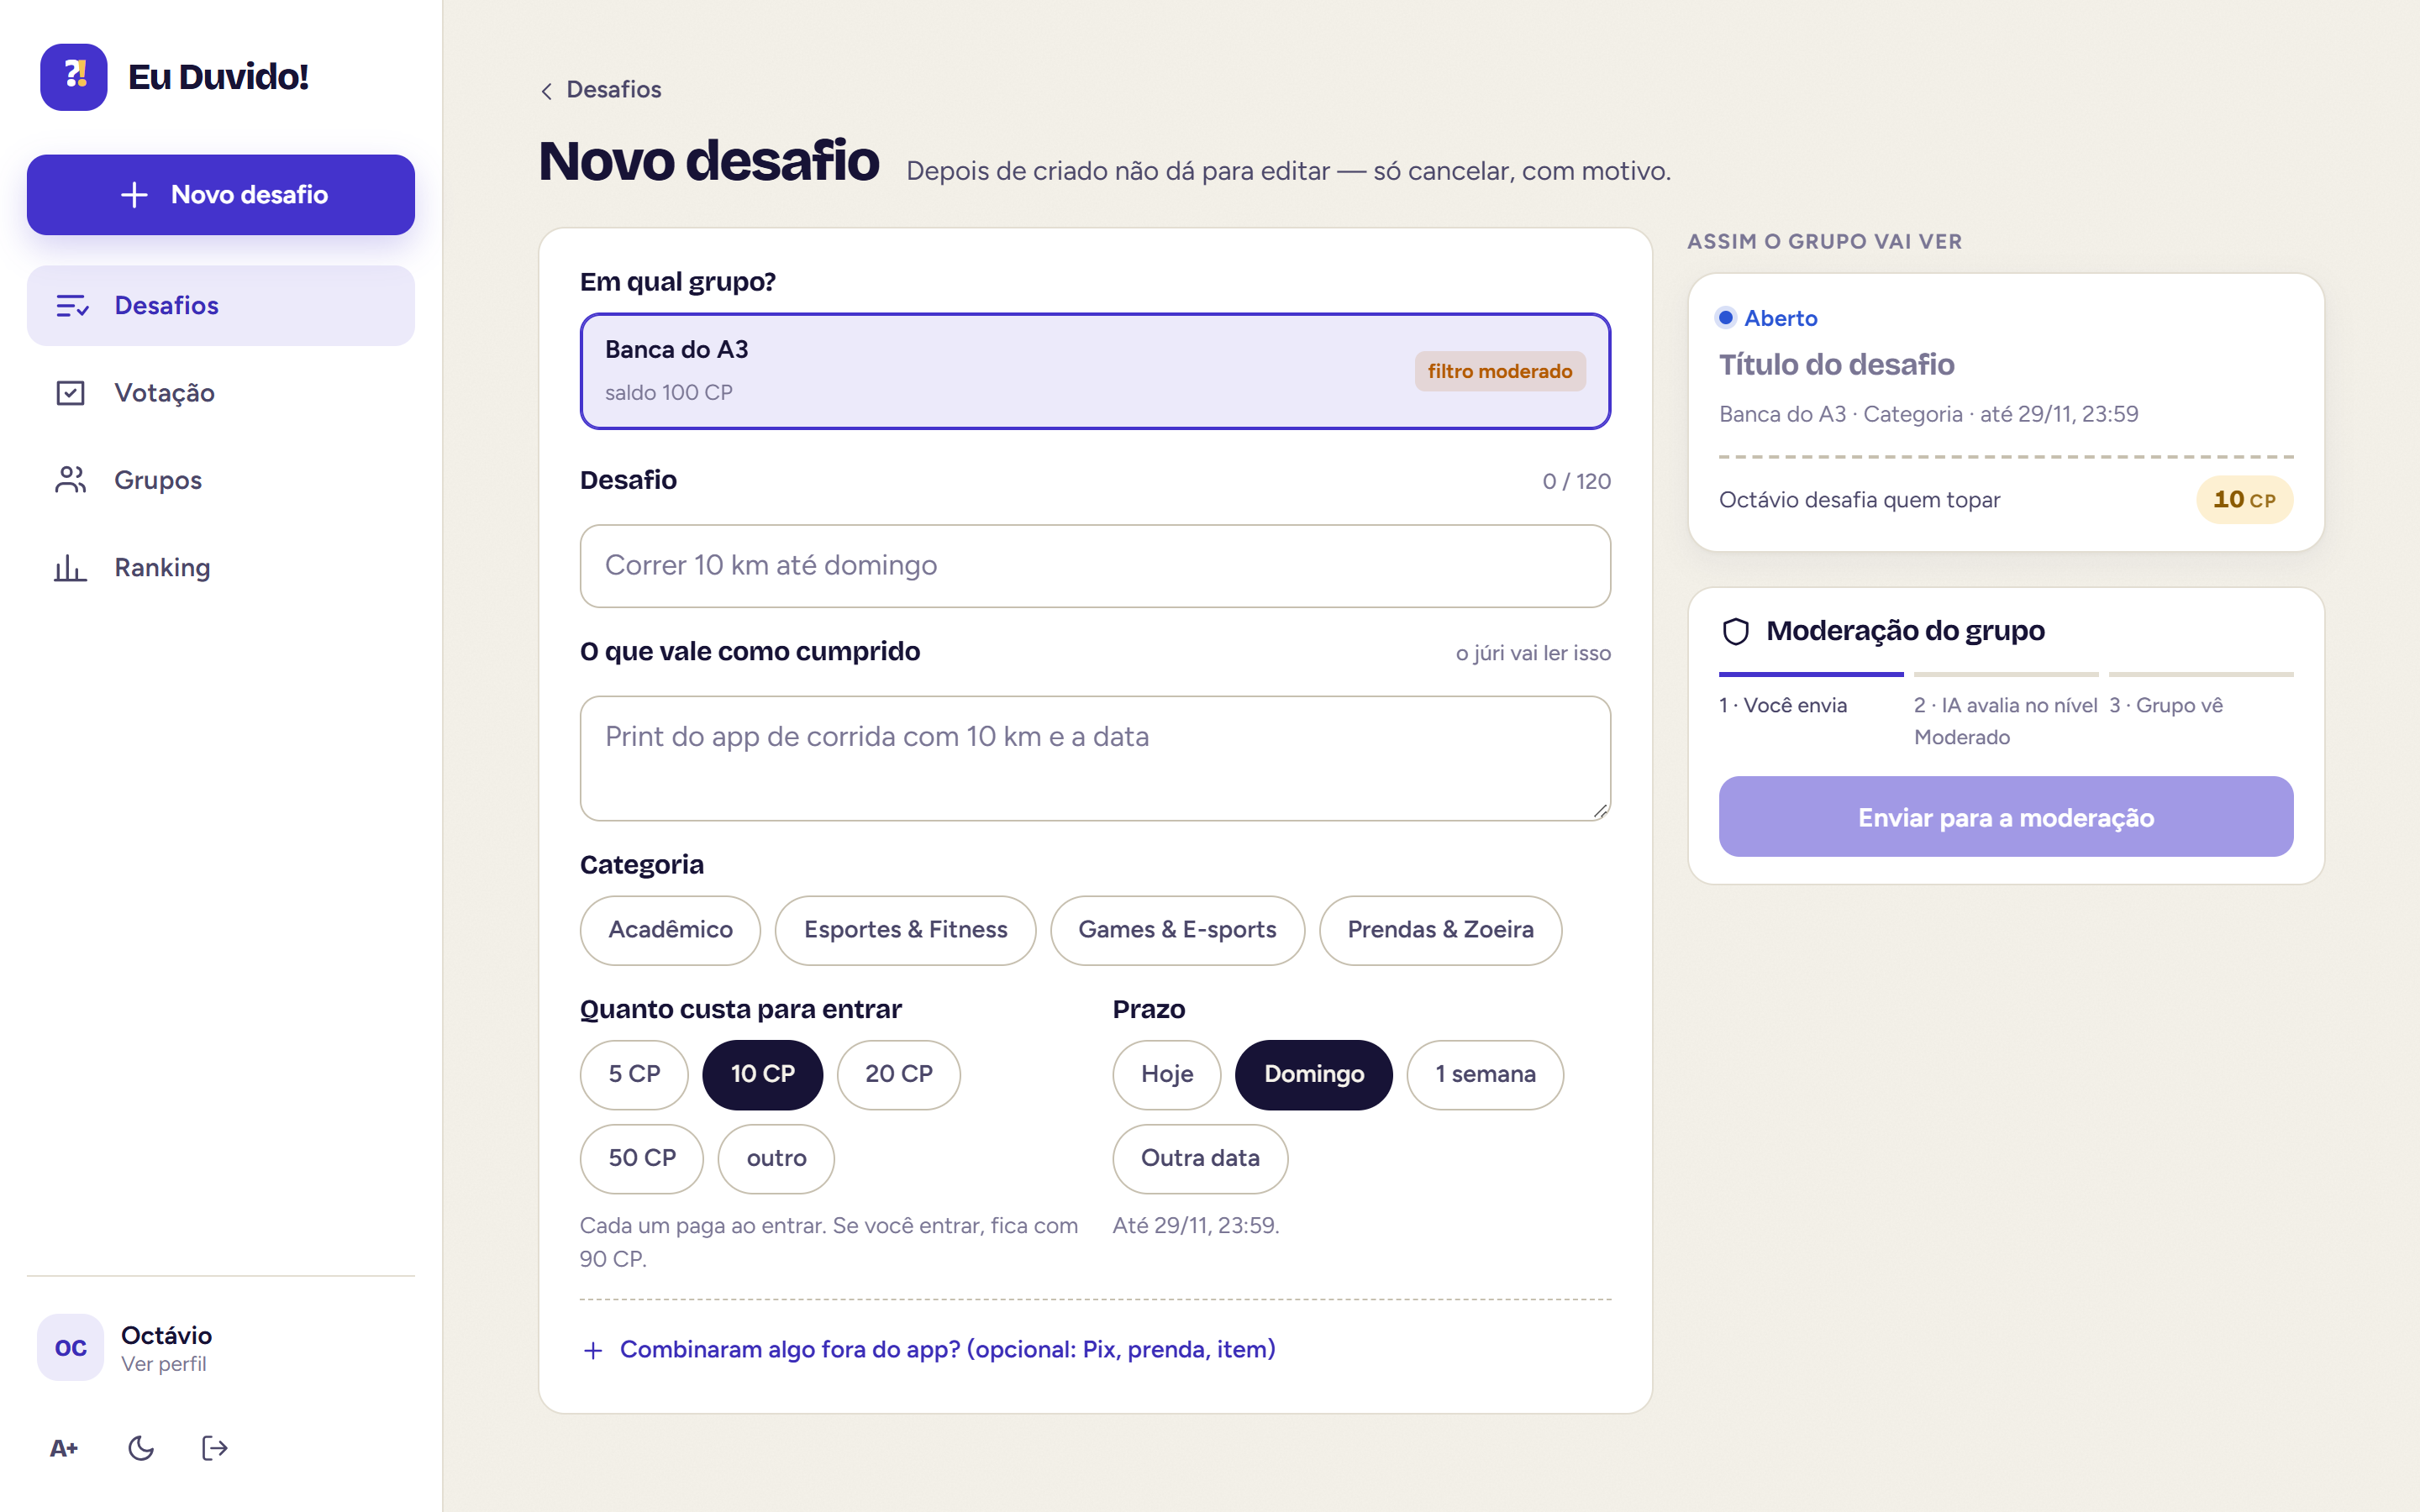 ?! Eu Duvido!
Novo desafio
Desafios
Votação
Grupos
Ranking
OC
Octávio
Ver perfil
A+
Desafios
Novo desafio
Depois de criado não dá para editar — só cancelar, com motivo.
Em qual grupo?
Banca do A3
saldo 100 CP
filtro moderado
Desafio
0 / 120
Correr 10 km até domingo
O que vale como cumprido
o júri vai ler isso
Print do app de corrida com 10 km e a data
Categoria
Acadêmico
Esportes & Fitness
Games & E-sports
Prendas & Zoeira
Quanto custa para entrar
5 CP
10 CP
20 CP
50 CP
outro
Cada um paga ao entrar. Se você entrar, fica com
90 CP.
Prazo
Hoje
Domingo
1 semana
Outra data
Até 29/11, 23:59.
Combinaram algo fora do app? (opcional: Pix, prenda, item)
ASSIM O GRUPO VAI VER
Aberto
Título do desafio
Banca do A3 · Categoria · até 29/11, 23:59
Octávio desafia quem topar
10 CP
Moderação do grupo
1 · Você envia
2 · IA avalia no nível
Moderado
3 · Grupo vê
Enviar para a moderação